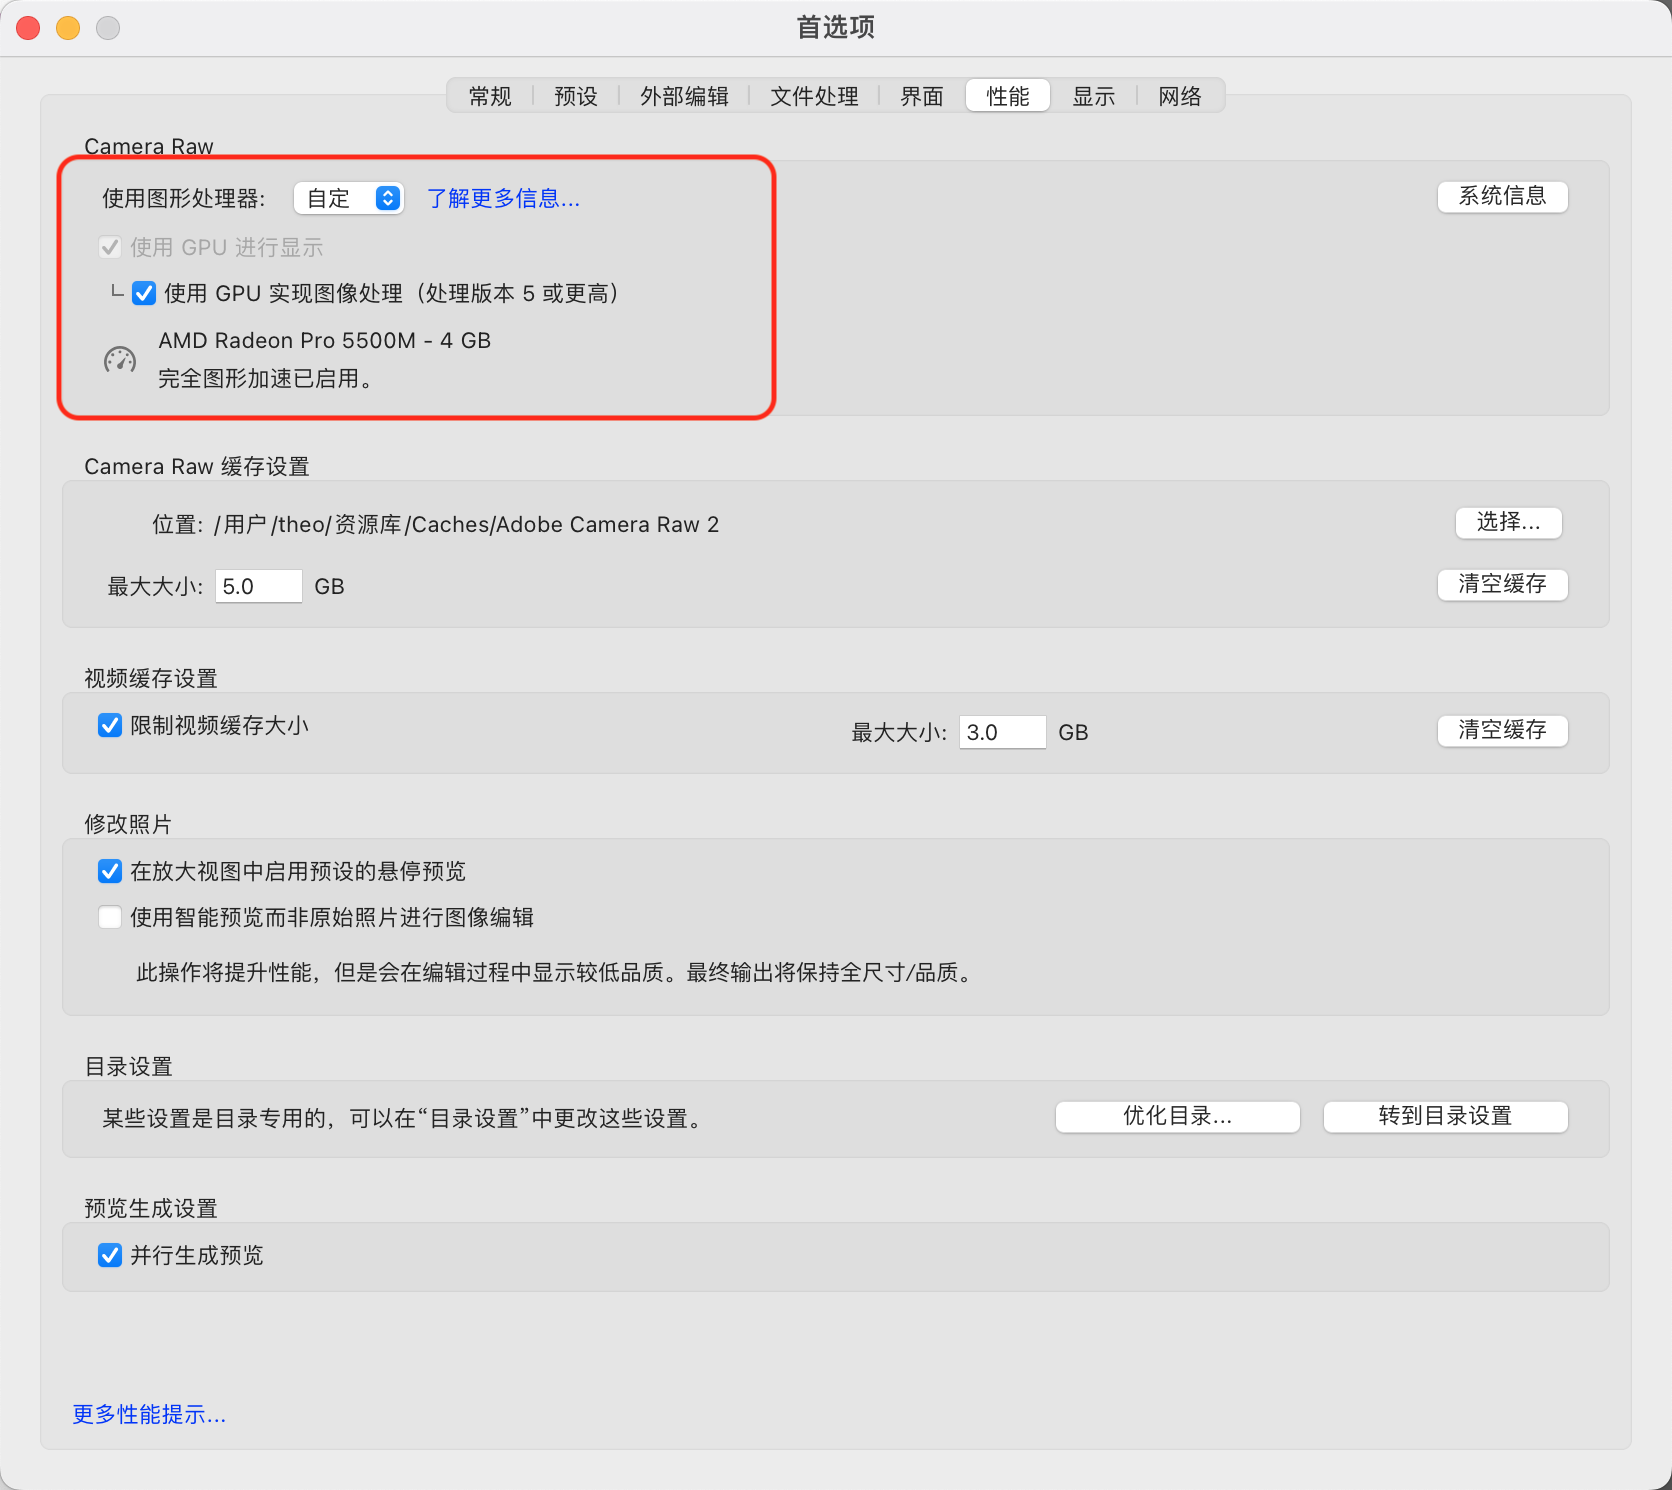 首选项
常规
预设
外部编辑
文件处理
界面
性能
显示
网络
Camera Raw
使用图形处理器: 自定 了解更多信息... 系统信息
使用 GPU 进行显示
使用 GPU 实现图像处理（处理版本 5 或更高）
AMD Radeon Pro 5500M - 4 GB
完全图形加速已启用。
Camera Raw 缓存设置
位置: /用户/theo/资源库/Caches/Adobe Camera Raw 2 选择...
最大大小: 5.0 GB 清空缓存
视频缓存设置
限制视频缓存大小 最大大小: 3.0 GB 清空缓存
修改照片
在放大视图中启用预设的悬停预览
使用智能预览而非原始照片进行图像编辑
此操作将提升性能，但是会在编辑过程中显示较低品质。最终输出将保持全尺寸/品质。
目录设置
某些设置是目录专用的，可以在“目录设置”中更改这些设置。 优化目录... 转到目录设置
预览生成设置
并行生成预览
更多性能提示...